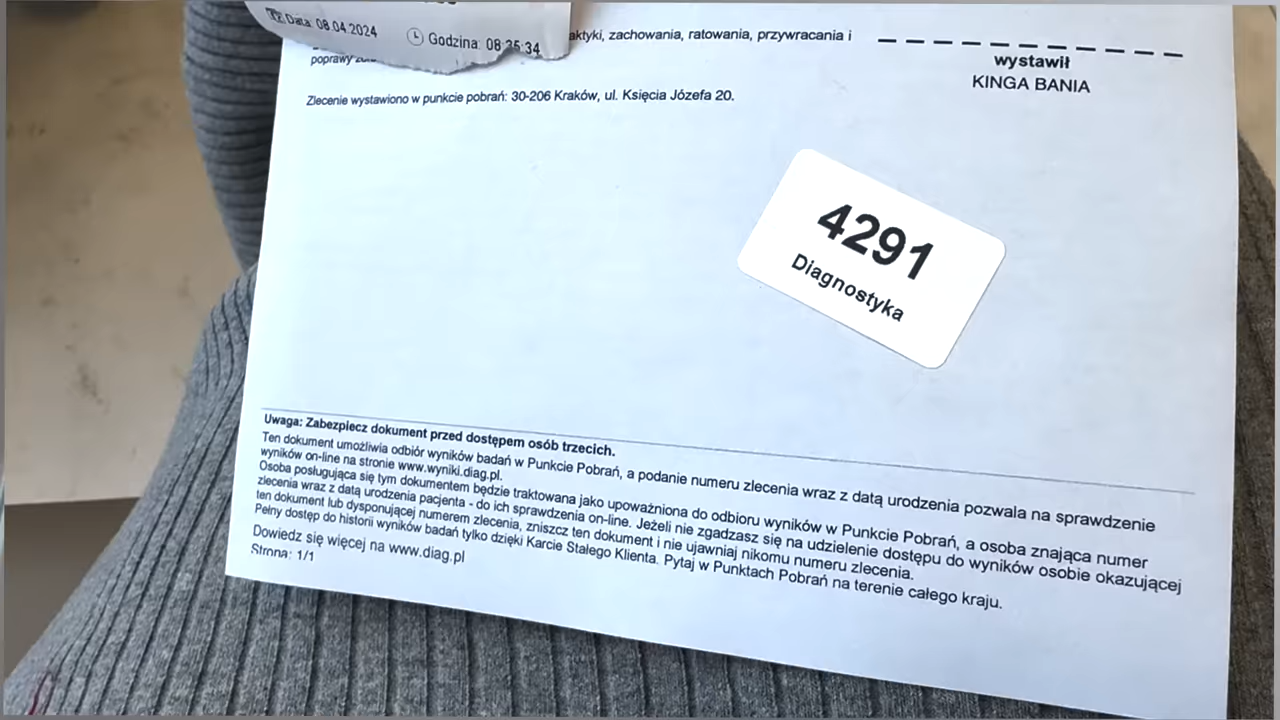 Data: 08.04.2024
Godzina: 08:35:34
aktyki, zachowania, ratowania, przywracania i
poprawy
wystawił
KINGA BANIA
Zlecenie wystawiono w punkcie pobrań: 30-206 Kraków, ul. Księcia Józefa 20.
4291
Diagnostyka
Uwaga: Zabezpiecz dokument przed dostępem osób trzecich.
Ten dokument umożliwia odbiór wyników badań w Punkcie Pobrań, a podanie numeru zlecenia wraz z datą urodzenia pozwala na sprawdzenie
wyników on-line na stronie www.wyniki.diag.pl.
Osoba posługująca się tym dokumentem będzie traktowana jako upoważniona do odbioru wyników w Punkcie Pobrań, a osoba znająca numer
zlecenia wraz z datą urodzenia pacjenta - do ich sprawdzenia on-line. Jeżeli nie zgadzasz się na udzielenie dostępu do wyników osobie okazującej
ten dokument lub dysponującej numerem zlecenia, zniszcz ten dokument i nie ujawniaj nikomu numeru zlecenia.
Pełny dostęp do historii wyników badań tylko dzięki Karcie Stałego Klienta. Pytaj w Punktach Pobrań na terenie całego kraju.
Dowiedz się więcej na www.diag.pl
Strona: 1/1